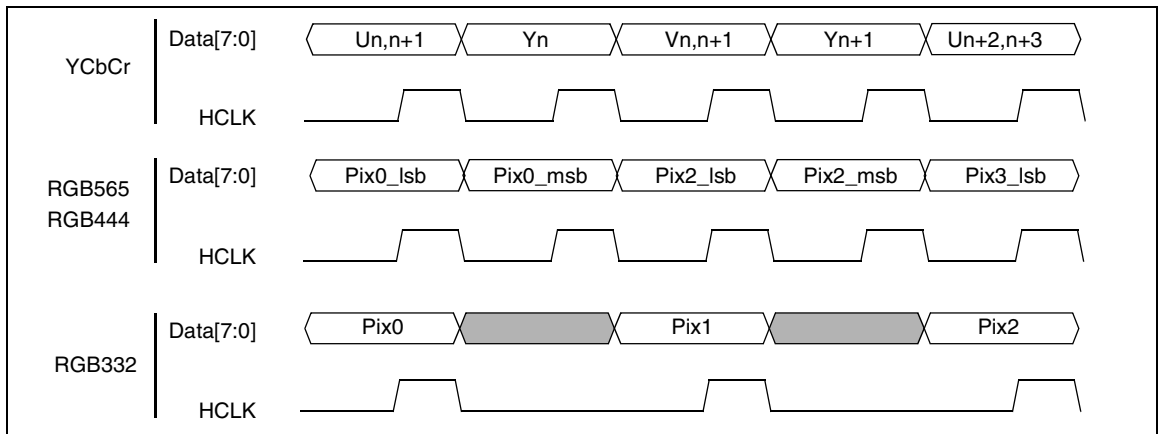 YCbCr
Data[7:0] Un,n+1 Yn Vn,n+1 Yn+1 Un+2,n+3
HCLK
RGB565
RGB444
Data[7:0] Pix0_lsb Pix0_msb Pix2_lsb Pix2_msb Pix3_lsb
HCLK
RGB332
Data[7:0] Pix0 Pix1 Pix2
HCLK